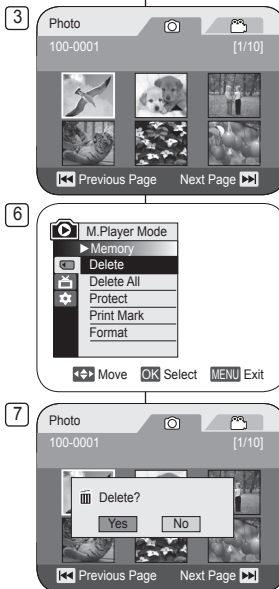 3
Photo
100-0001 [1/10]
Previous Page Next Page
6
M.Player Mode
Memory
Delete
Delete All
Protect
Print Mark
Format
Move OK Select MENU Exit
7
Photo
100-0001 [1/10]
Delete?
Yes No
Previous Page Next Page